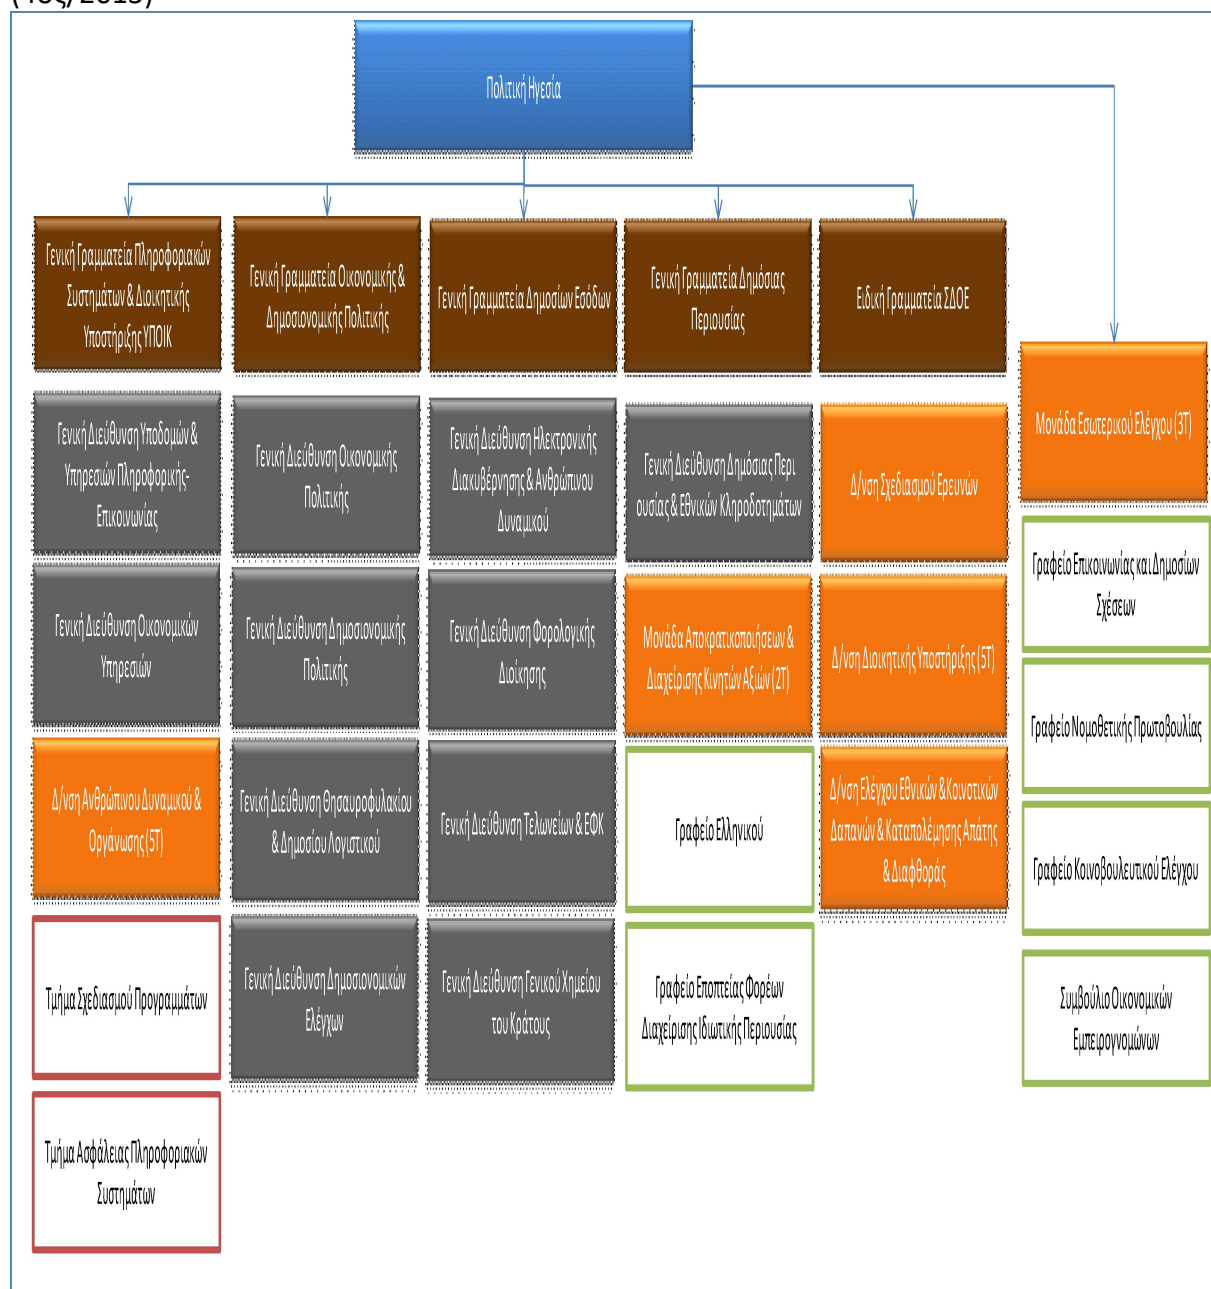 Πολιτική Ηγεσία
Γενική Γραμματεία Πληροφοριακών
Συστημάτων & Διοικητικής
Υποστήριξης ΥΠΟΙΚ
Γενική Διεύθυνση Υποδομών &
Υπηρεσιών Πληροφορικής-
Επικοινωνίας
Γενική Διεύθυνση Οικονομικών
Υπηρεσιών
Δ/νση Ανθρώπινου Δυναμικού &
Οργάνωσης (5Τ)
Τμήμα Σχεδιασμού Προγραμμάτων
Τμήμα Ασφάλειας Πληροφοριακών
Συστημάτων
Γενική Γραμματεία Οικονομικής &
Δημοσιονομικής Πολιτικής
Γενική Διεύθυνση Οικονομικής
Πολιτικής
Γενική Διεύθυνση Δημοσιονομικής
Πολιτικής
Γενική Διεύθυνση Θησαυροφυλακίου
& Δημοσίου Λογιστικού
Γενική Διεύθυνση Δημοσιονομικών
Ελέγχων
Γενική Γραμματεία Δημοσίων Εσόδων
Γενική Διεύθυνση Ηλεκτρονικής
Διακυβέρνησης & Ανθρώπινου
Δυναμικού
Γενική Διεύθυνση Φορολογικής
Διοίκησης
Γενική Διεύθυνση Τελωνείων & ΕΦΚ
Γενική Διεύθυνση Γενικού Χημείου
του Κράτους
Γενική Γραμματεία Δημόσιας
Περιουσίας
Γενική Διεύθυνση Δημόσιας Περι
ουσίας & Εθνικών Κληροδοτημάτων
Μονάδα Αποκρατικοποιήσεων &
Διαχείρισης Κινητών Αξιών (2Τ)
Γραφείο Ελληνικού
Γραφείο Εποπτείας Φορέων
Διαχείρισης Ιδιωτικής Περιουσίας
Ειδική Γραμματεία ΣΔΟΕ
Δ/νση Σχεδιασμού Ερευνών
Δ/νση Διοικητικής Υποστήριξης (5Τ)
Δ/νση Ελέγχου Εθνικών & Κοινοτικών
Δαπανών & Καταπολέμησης Απάτης
& Διαφθοράς
Μονάδα Εσωτερικού Ελέγχου (3Τ)
Γραφείο Επικοινωνίας και Δημοσίων
Σχέσεων
Γραφείο Νομοθετικής Πρωτοβουλίας
Γραφείο Κοινοβουλευτικού Ελέγχου
Συμβούλιο Οικονομικών
Εμπειρογνομώνων